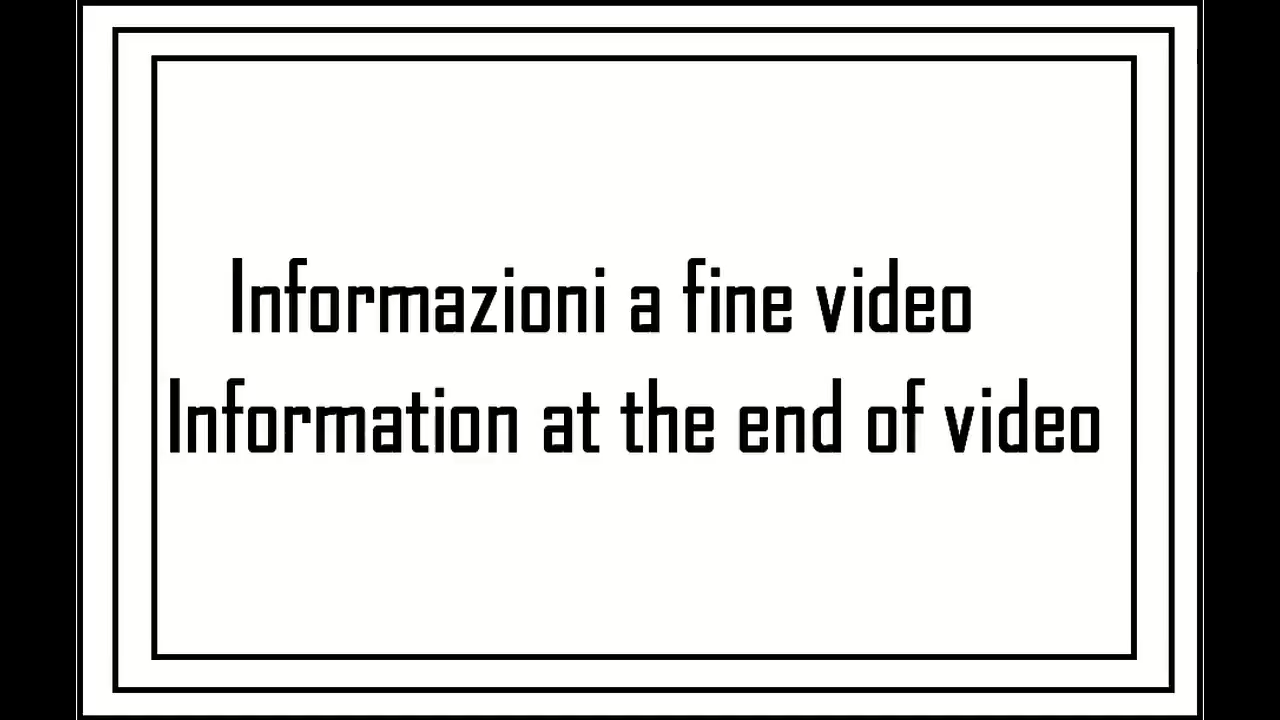 Informazioni a fine video
Information at the end of video